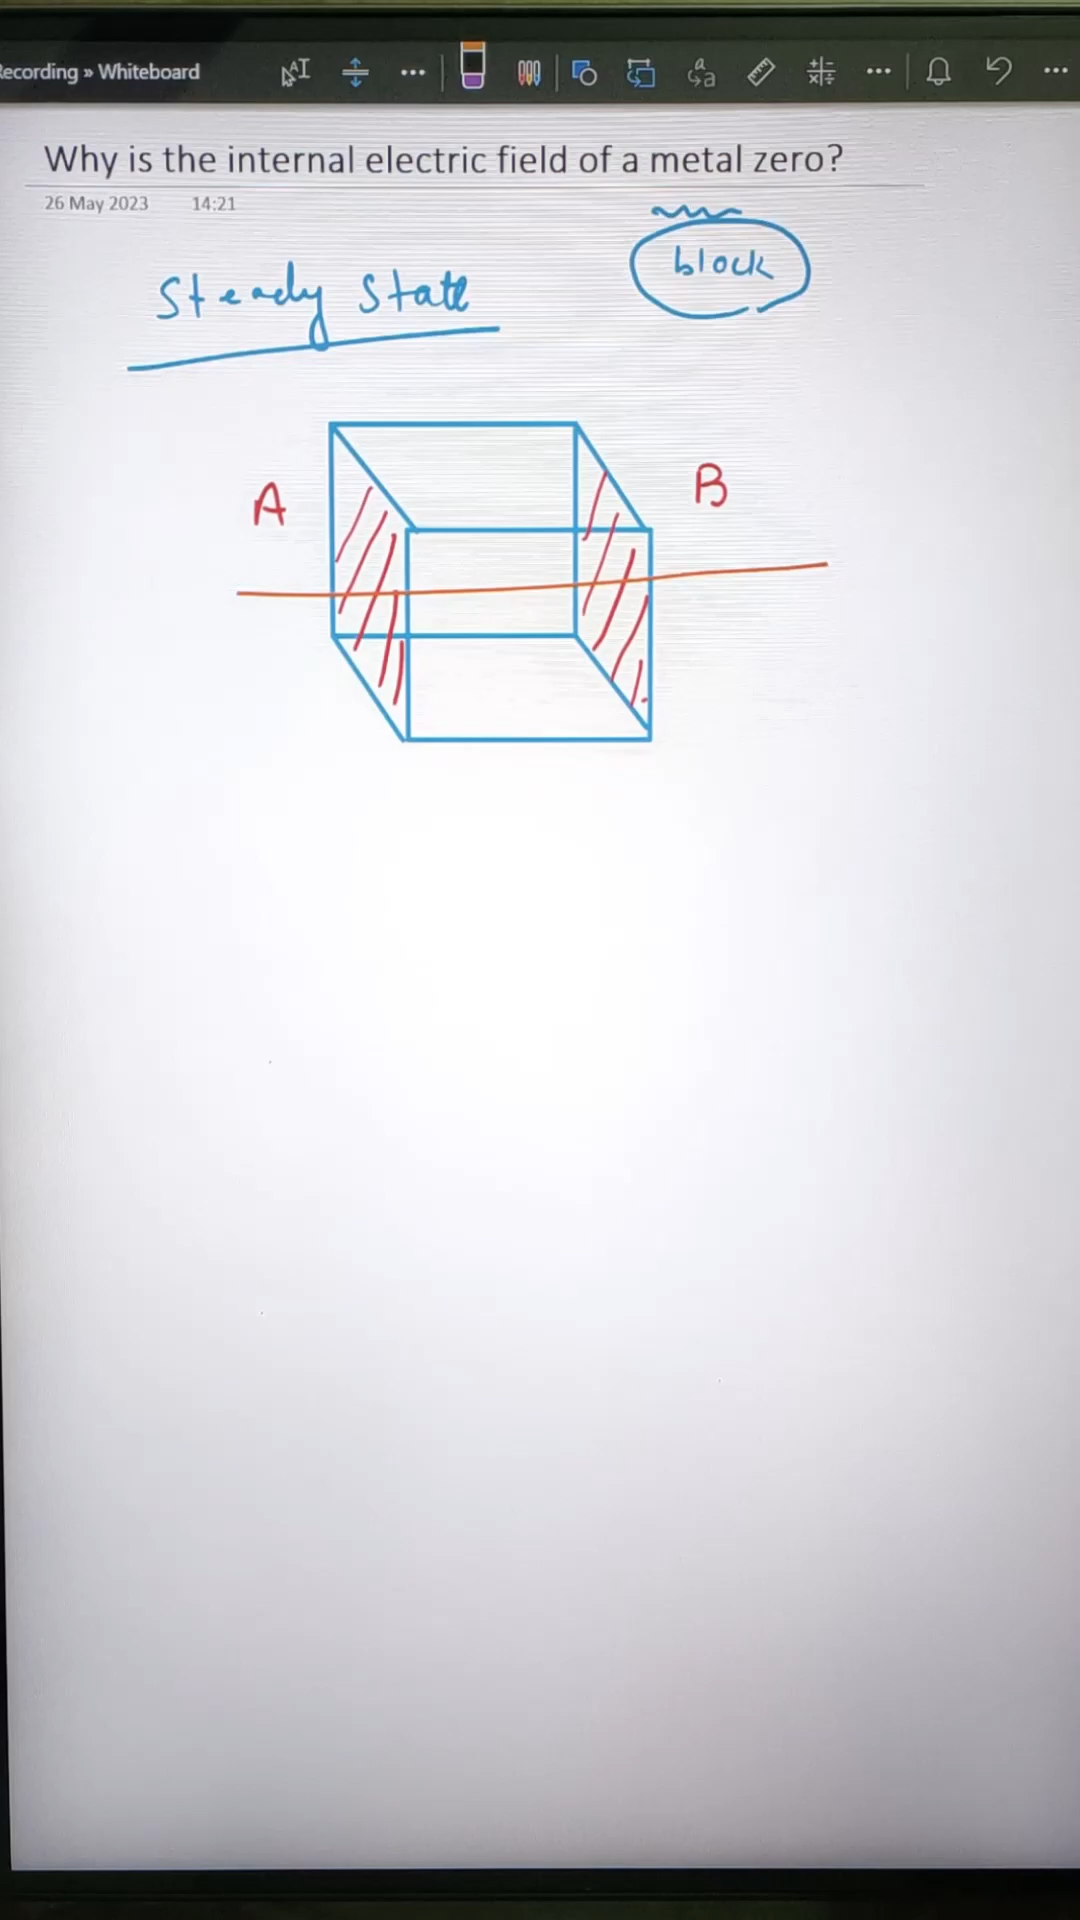 Recording » Whiteboard
Why is the internal electric field of a metal zero?
26 May 2023 14:21
block
Steady State
A
B